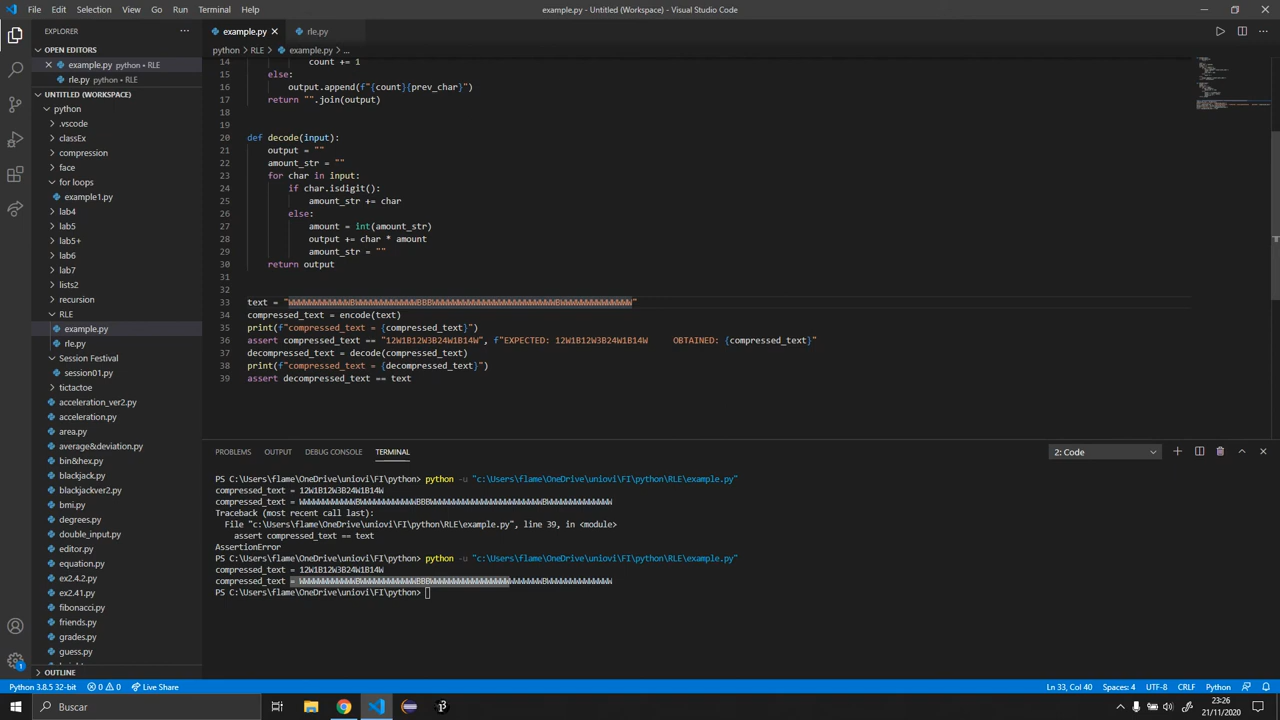 File Edit Selection View Go Run Terminal Help
example.py - Untitled (Workspace) - Visual Studio Code
EXPLORER
OPEN EDITORS
example.py python • RLE
rle.py python • RLE
UNTITLED (WORKSPACE)
python
.vscode
classEx
compression
face
for loops
example1.py
lab4
lab5
lab5+
lab6
lab7
lists2
recursion
RLE
example.py
rle.py
Session Festival
session01.py
tictactoe
acceleration_ver2.py
acceleration.py
area.py
average&deviation.py
bin&hex.py
blackjack.py
blackjackver2.py
bmi.py
degrees.py
double_input.py
editor.py
equation.py
ex2.4.2.py
ex2.41.py
fibonacci.py
friends.py
grades.py
guess.py
OUTLINE
example.py
rle.py
python > RLE > example.py > ...
14 count += 1
15 else:
16 output.append(f"{count}{prev_char}")
17 return "".join(output)
18
19
20 def decode(input):
21 output = ""
22 amount_str = ""
23 for char in input:
24 if char.isdigit():
25 amount_str += char
26 else:
27 amount = int(amount_str)
28 output += char * amount
29 amount_str = ""
30 return output
31
32
33 text = "WWWWWWWWWWWWBWWWWWWWWWWWWBBBWWWWWWWWWWWWWWWWWWWWWWWWBWWWWWWWWWWWWWW"
34 compressed_text = encode(text)
35 print(f"compressed_text = {compressed_text}")
36 assert compressed_text == "12W1B12W3B24W1B14W", f"EXPECTED: 12W1B12W3B24W1B14W OBTAINED: {compressed_text}"
37 decompressed_text = decode(compressed_text)
38 print(f"compressed_text = {decompressed_text}")
39 assert decompressed_text == text
PROBLEMS OUTPUT DEBUG CONSOLE TERMINAL
2: Code
PS C:\Users\flame\OneDrive\uniovi\FI\python> python -u "c:\Users\flame\OneDrive\uniovi\FI\python\RLE\example.py"
compressed_text = 12W1B12W3B24W1B14W
compressed_text = WWWWWWWWWWWWBWWWWWWWWWWWWBBBWWWWWWWWWWWWWWWWWWWWWWWWBWWWWWWWWWWWWWW
Traceback (most recent call last):
File "c:\Users\flame\OneDrive\uniovi\FI\python\RLE\example.py", line 39, in <module>
assert compressed_text == text
AssertionError
PS C:\Users\flame\OneDrive\uniovi\FI\python> python -u "c:\Users\flame\OneDrive\uniovi\FI\python\RLE\example.py"
compressed_text = 12W1B12W3B24W1B14W
compressed_text = WWWWWWWWWWWWBWWWWWWWWWWWWBBBWWWWWWWWWWWWWWWWWWWWWWWWBWWWWWWWWWWWWWW
PS C:\Users\flame\OneDrive\uniovi\FI\python>
Python 3.8.5 32-bit 0 0 Live Share
Ln 33, Col 40 Spaces: 4 UTF-8 CRLF Python
Buscar
23:26
21/11/2020